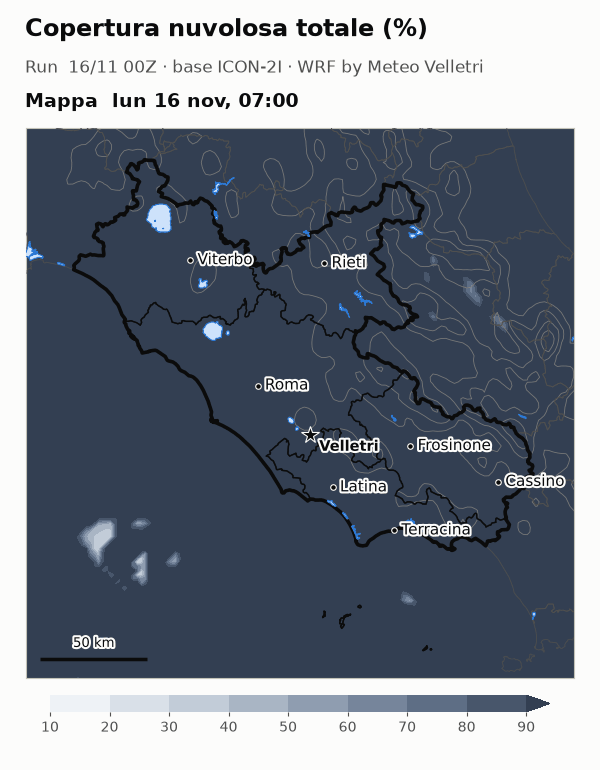 Copertura nuvolosa totale (%)
Run  16/11 00Z · base ICON-2I · WRF by Meteo Velletri
Mappa  lun 16 nov, 07:00
Viterbo
Rieti
Roma
Velletri
Frosinone
Latina
Cassino
Terracina
50 km
10 20 30 40 50 60 70 80 90